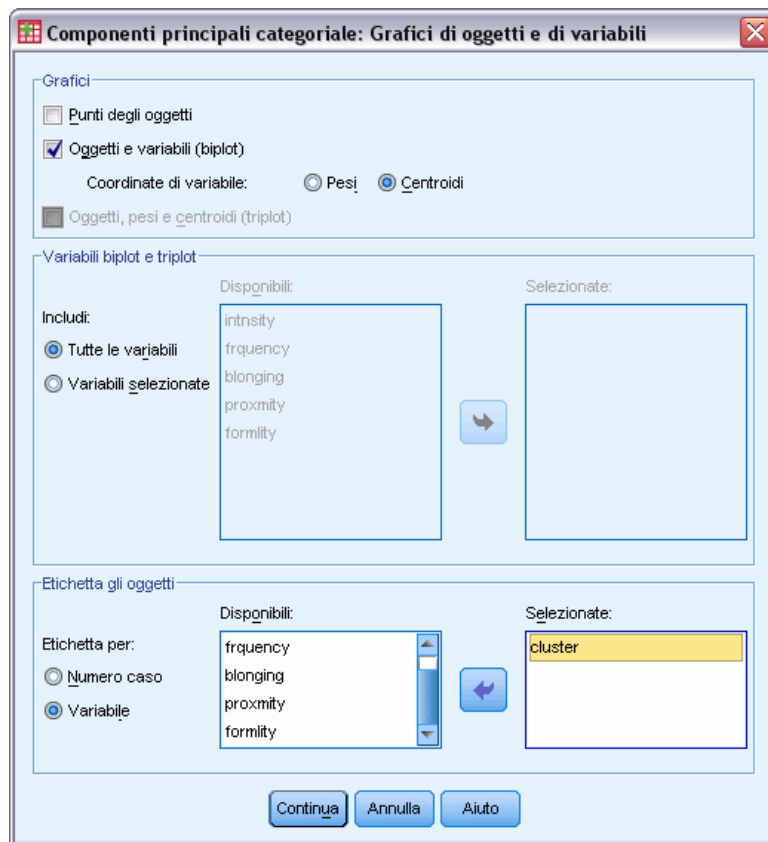 Componenti principali categoriale: Grafici di oggetti e di variabili
Grafici
Punti degli oggetti
Oggetti e variabili (biplot)
Coordinate di variabile: Pesi Centroidi
Oggetti, pesi e centroidi (triplot)
Variabili biplot e triplot
Disponibili: Selezionate:
Includi:
Tutte le variabili
Variabili selezionate
intnsity
frquency
blonging
proxmity
formlity
Etichetta gli oggetti
Disponibili: Selezionate:
Etichetta per:
Numero caso
Variabile
frquency
blonging
proxmity
formlity
cluster
Continua Annulla Aiuto